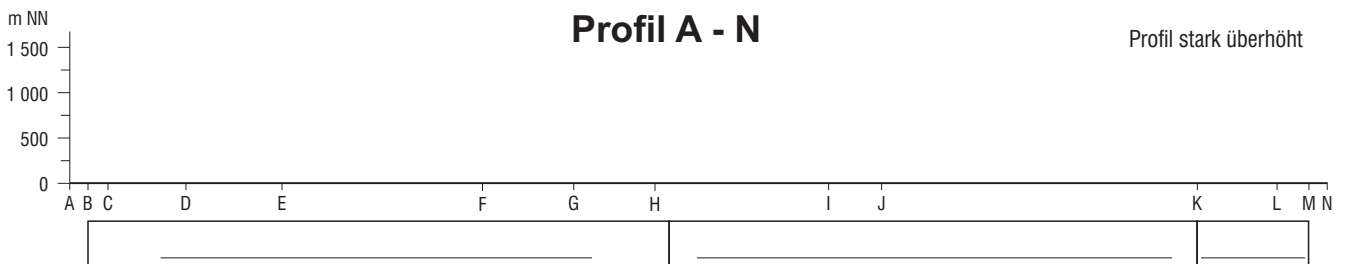 m NN
Profil A - N
Profil stark überhöht
1 500
1 000
500
0
A B C D E F G H I J K L M N